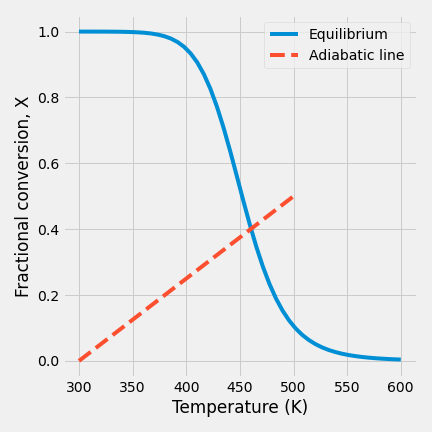 Equilibrium
Adiabatic line
Fractional conversion, X
1.0
0.8
0.6
0.4
0.2
0.0
300 350 400 450 500 550 600
Temperature (K)